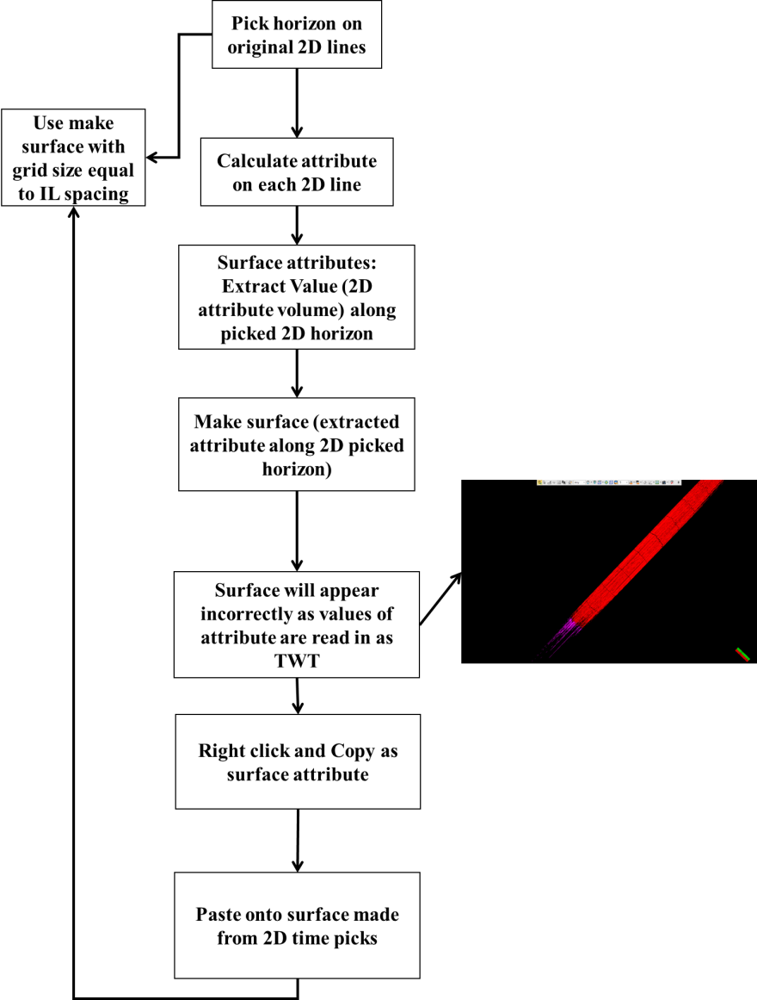 Pick horizon on
original 2D lines
Use make
surface with
grid size equal
to IL spacing
Calculate attribute
on each 2D line
Surface attributes:
Extract Value (2D
attribute volume) along
picked 2D horizon
Make surface (extracted
attribute along 2D picked
horizon)
Surface will appear
incorrectly as values of
attribute are read in as
TWT
Right click and Copy as
surface attribute
Paste onto surface made
from 2D time picks